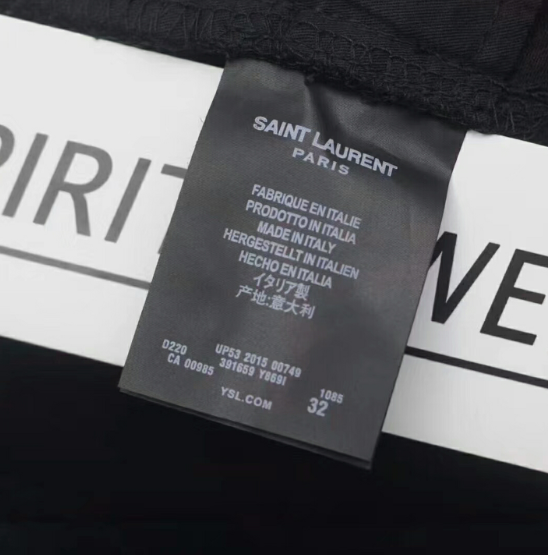 SPIRIT WE
SAINT LAURENT
PARIS
FABRIQUE EN ITALIE
PRODOTTO IN ITALIA
MADE IN ITALY
HERGESTELLT IN ITALIEN
HECHO EN ITALIA
イタリア製
产地:意大利
D220 UP53 2015 00749
CA 00985 391659 Y869I 1085
YSL.COM 32